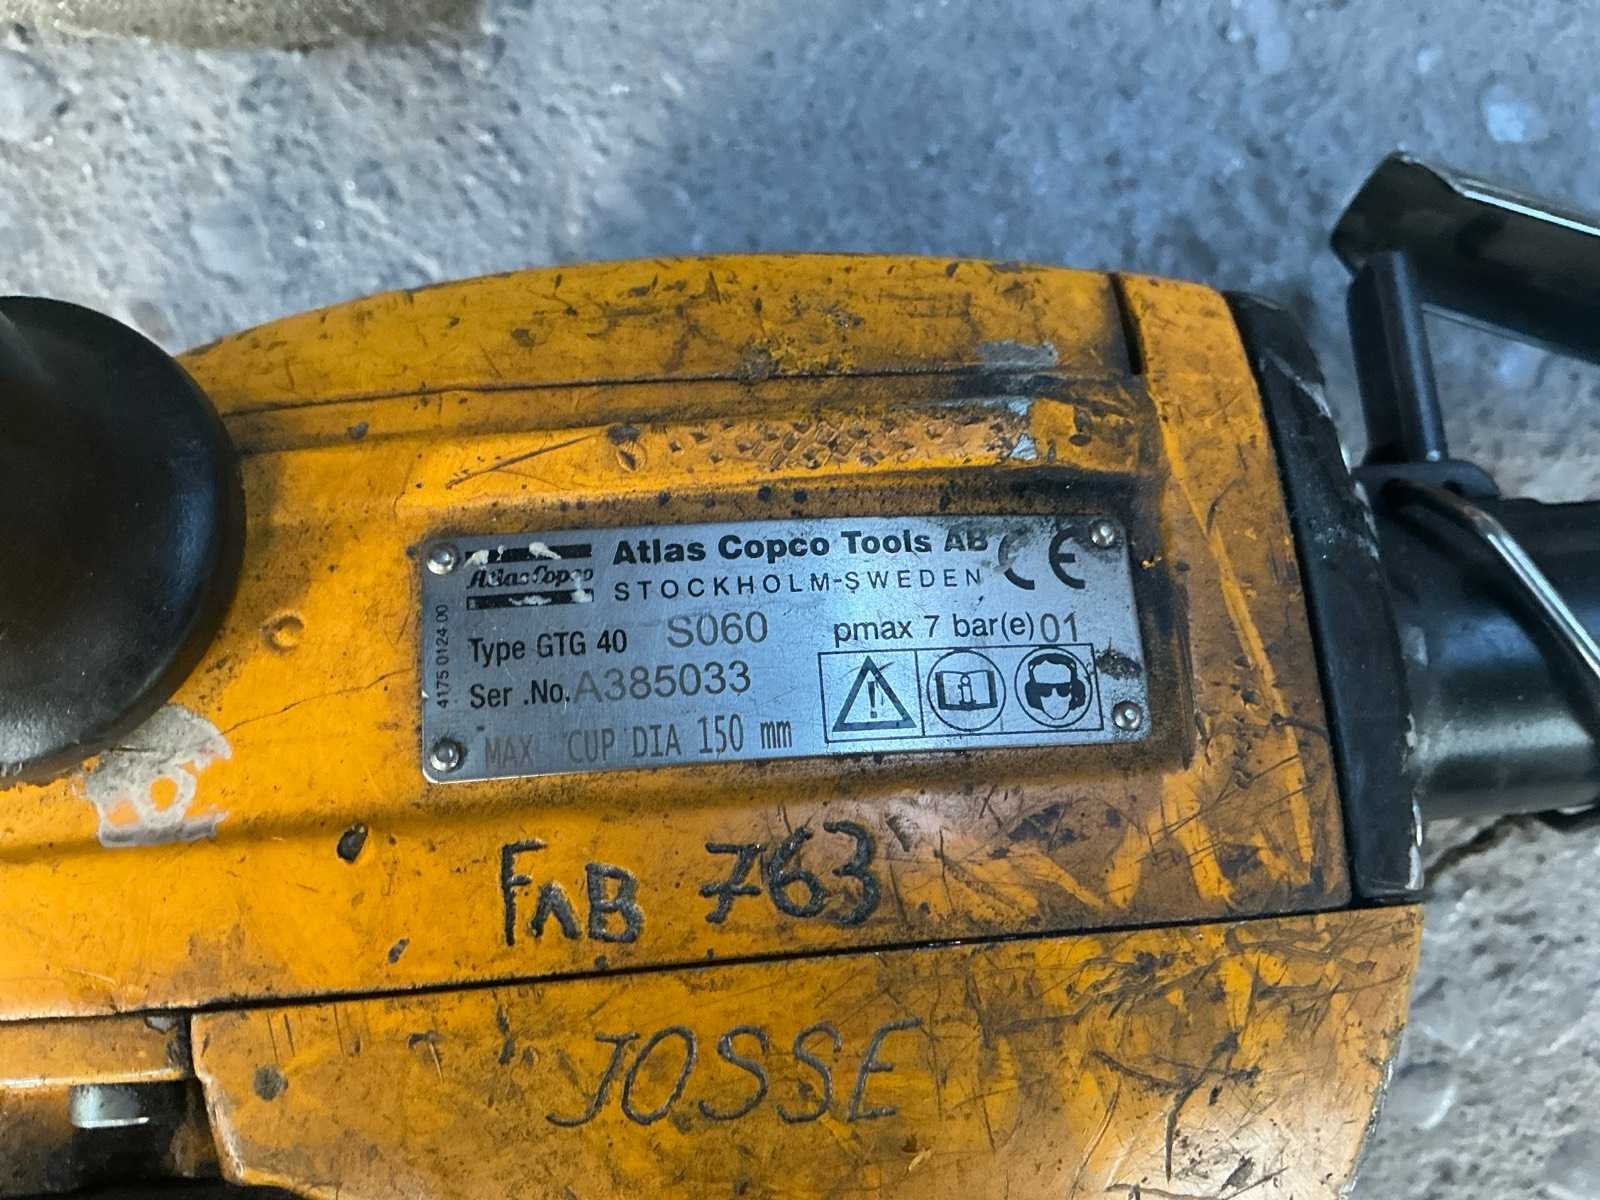 Atlas Copco
Atlas Copco Tools AB CE
STOCKHOLM-SWEDEN
4175 0124 00
Type GTG 40 S060 pmax 7 bar(e) 01
Ser .No. A385033
MAX CUP DIA 150 mm
FAB 763
JOSSE